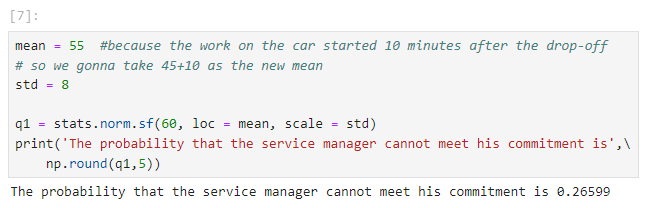 [7]:
mean = 55  #because the work on the car started 10 minutes after the drop-off
# so we gonna take 45+10 as the new mean
std = 8
q1 = stats.norm.sf(60, loc = mean, scale = std)
print('The probability that the service manager cannot meet his commitment is',\
    np.round(q1,5))
The probability that the service manager cannot meet his commitment is 0.26599